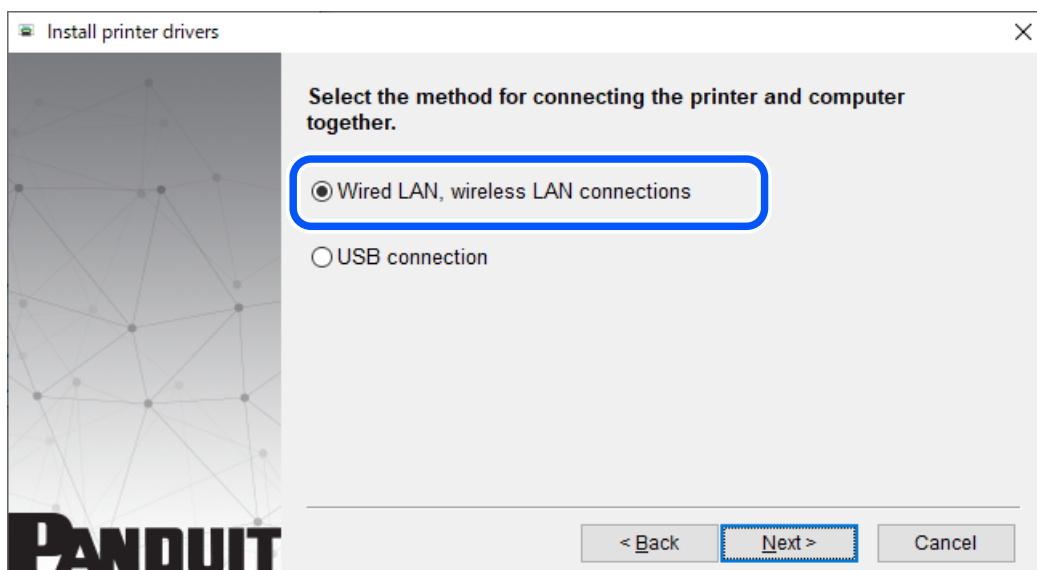 Install printer drivers
Select the method for connecting the printer and computer
together.
Wired LAN, wireless LAN connections
USB connection
PANDUIT
< Back
Next >
Cancel